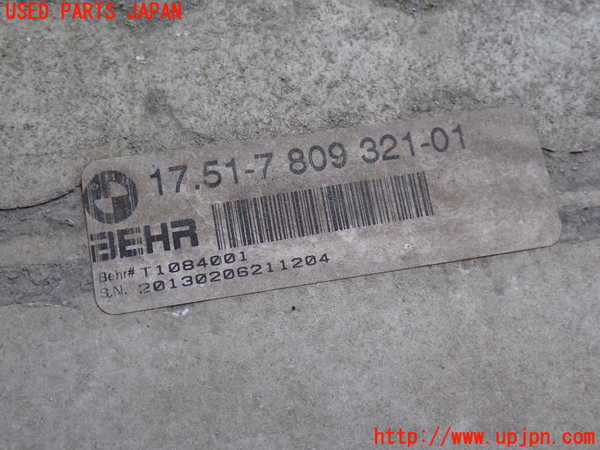 USED PARTS JAPAN
17.51-7 809 321-01
BEHR
Behr# T1084001
S.N. 20130206211204
http://www.upjpn.com/